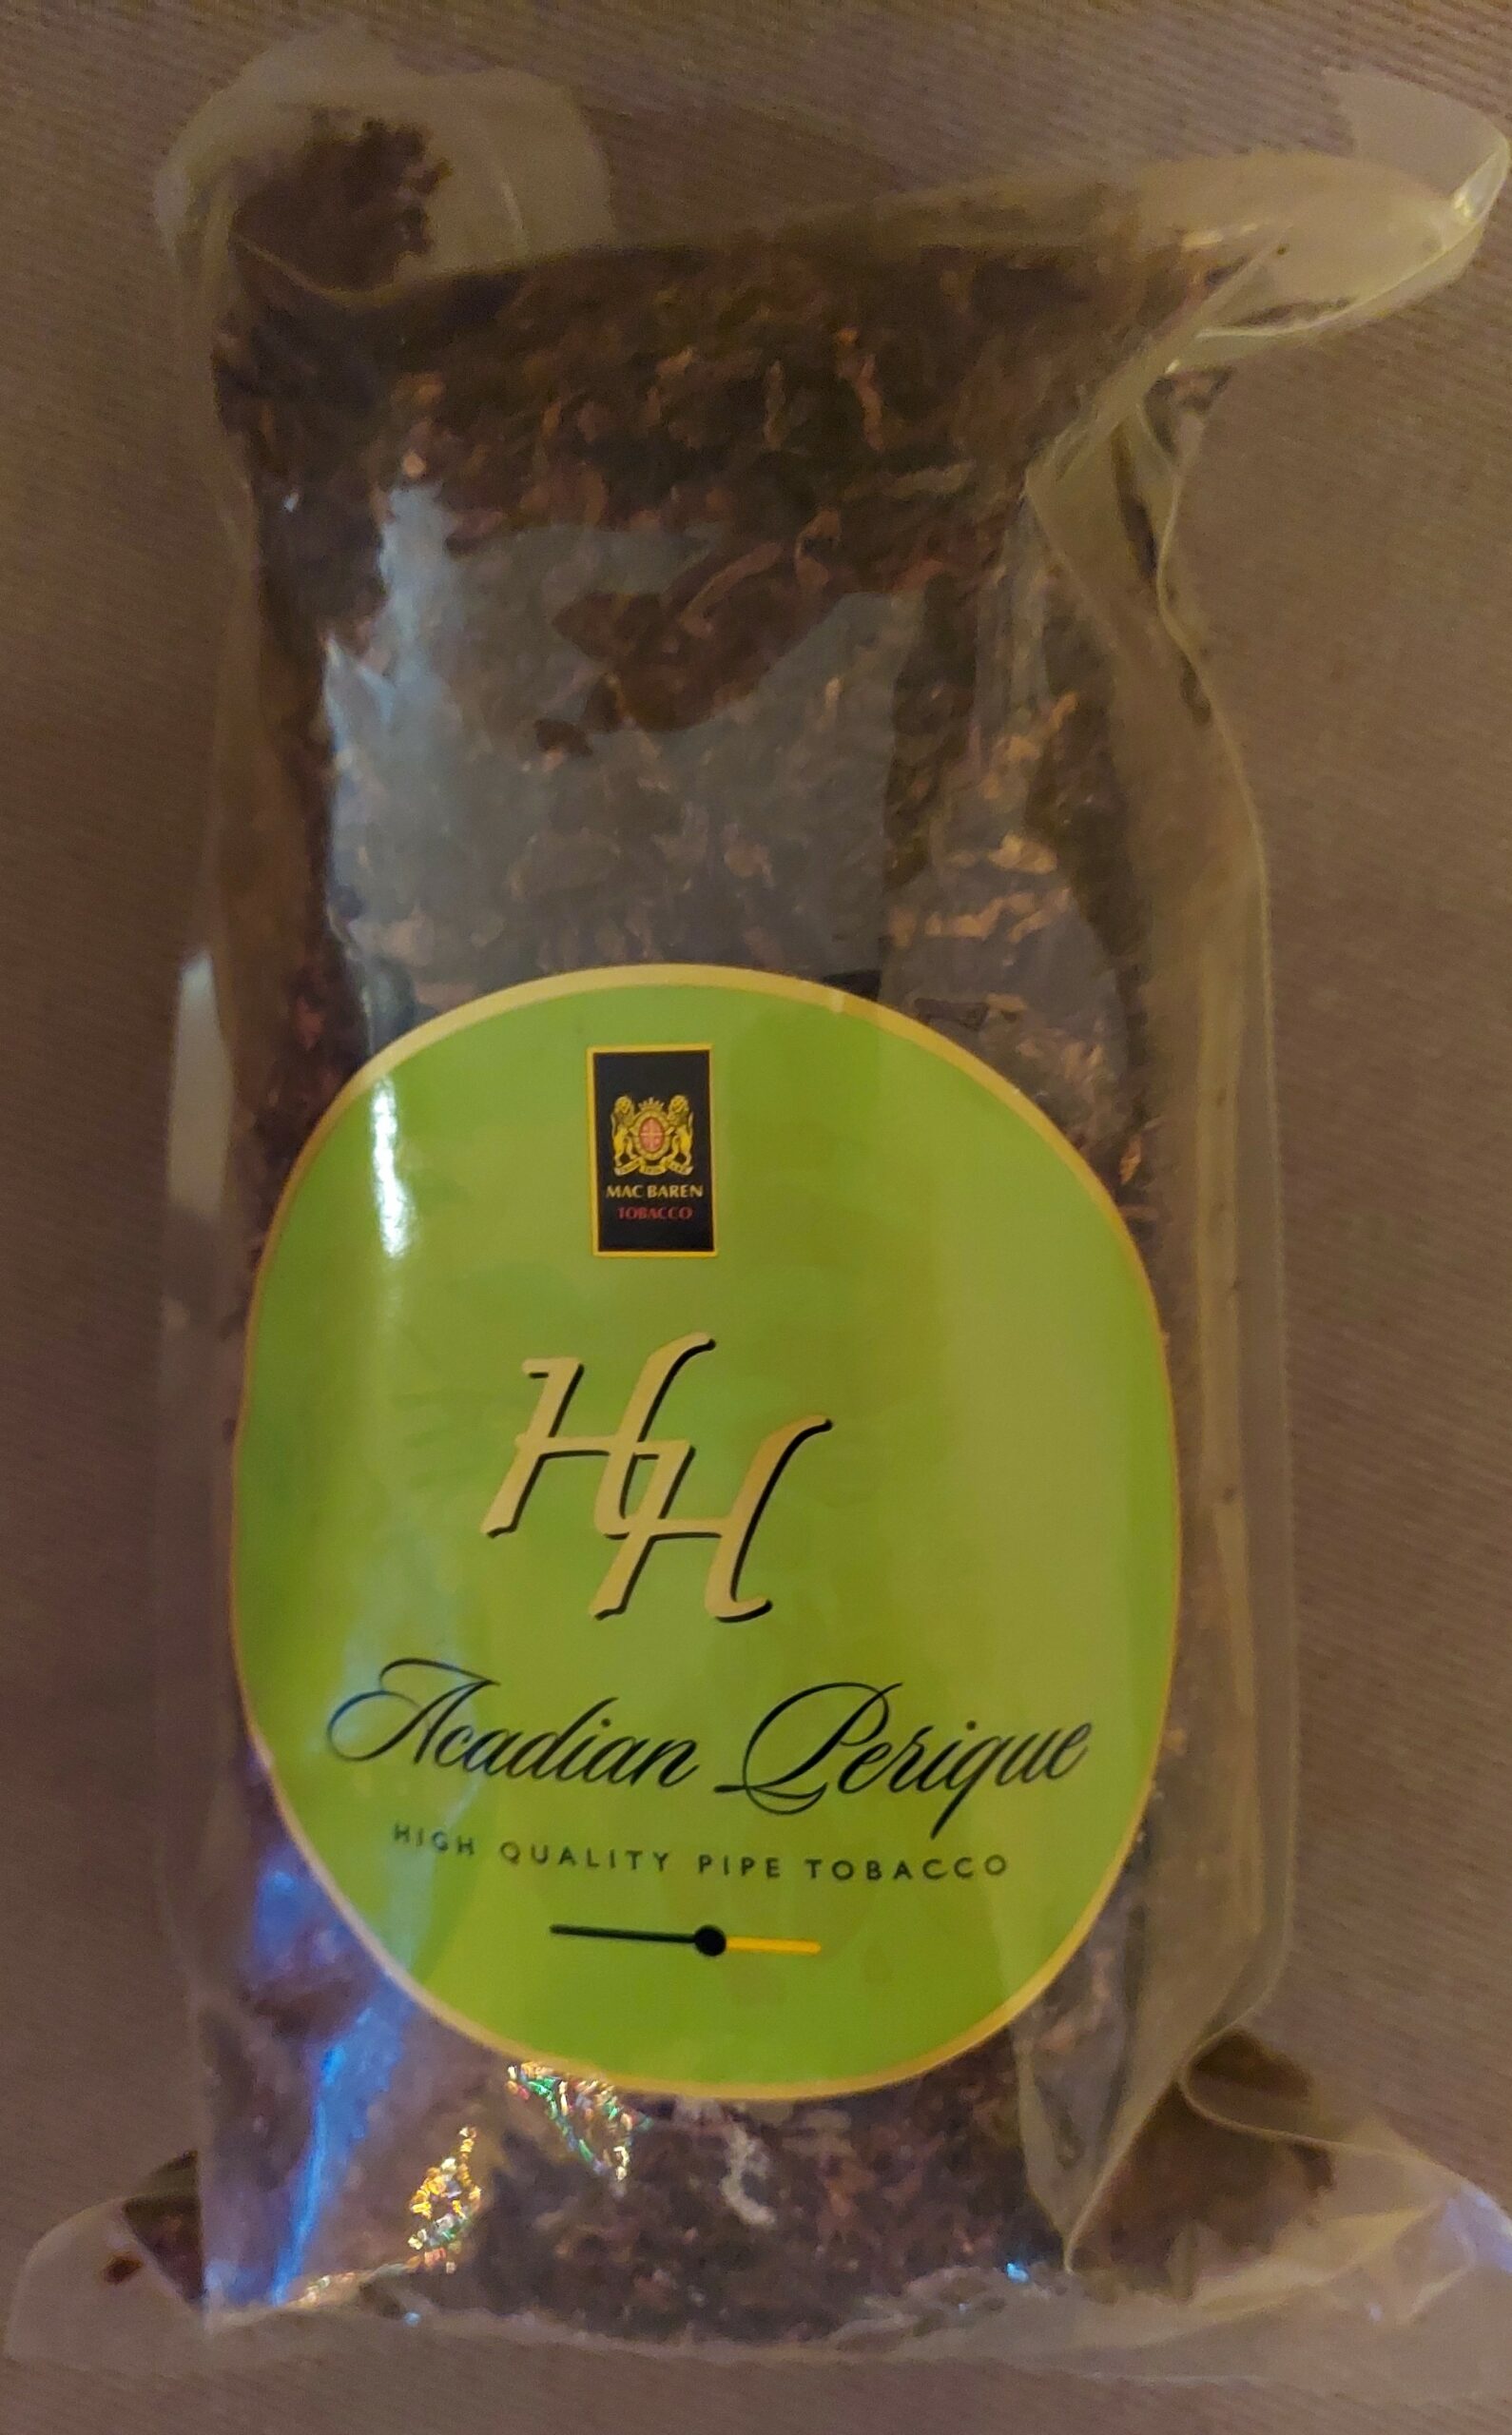 MAC BAREN
TOBACCO
HH
Acadian Perique
HIGH QUALITY PIPE TOBACCO